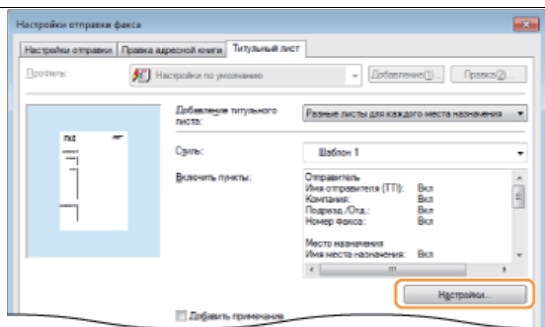 Настройки отправки факса
Настройки отправки Правка адресной книги Титульный лист
Профиль: Настройки по умолчанию Добавление(1)... Правка(2)...
Добавление титульного листа: Разные листы для каждого места назначения
Стиль: Шаблон 1
Включить пункты: Отправитель
Имя отправителя (TTI): Вкл
Компания: Вкл
Подразд./Отд.: Вкл
Номер факса: Вкл
Место назначения
Имя места назначения: Вкл
Настройки...
Добавить примечание